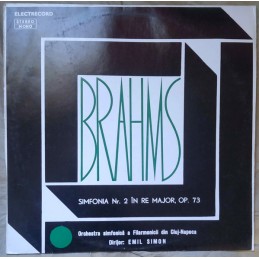 ELECTRECORD
STEREO
BRAHMS
SIMFONIA Nr. 2 ÎN RE MAJOR, OP. 73
Orchestra simfonică a Filarmonicii din Cluj-Napoca
Dirijor: EMIL SIMON